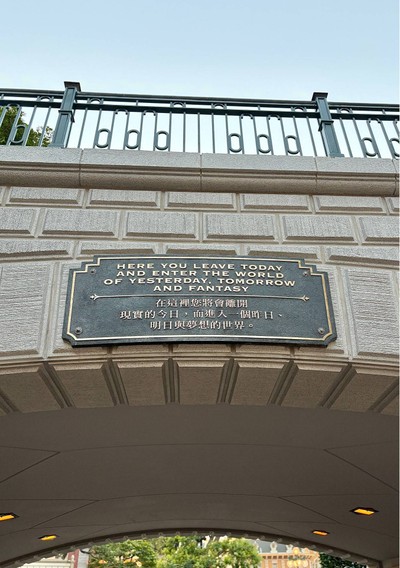 HERE YOU LEAVE TODAY
AND ENTER THE WORLD
OF YESTERDAY, TOMORROW
AND FANTASY
在這裡您將會離開
現實的今日，而進入一個昨日、
明日與夢想的世界。